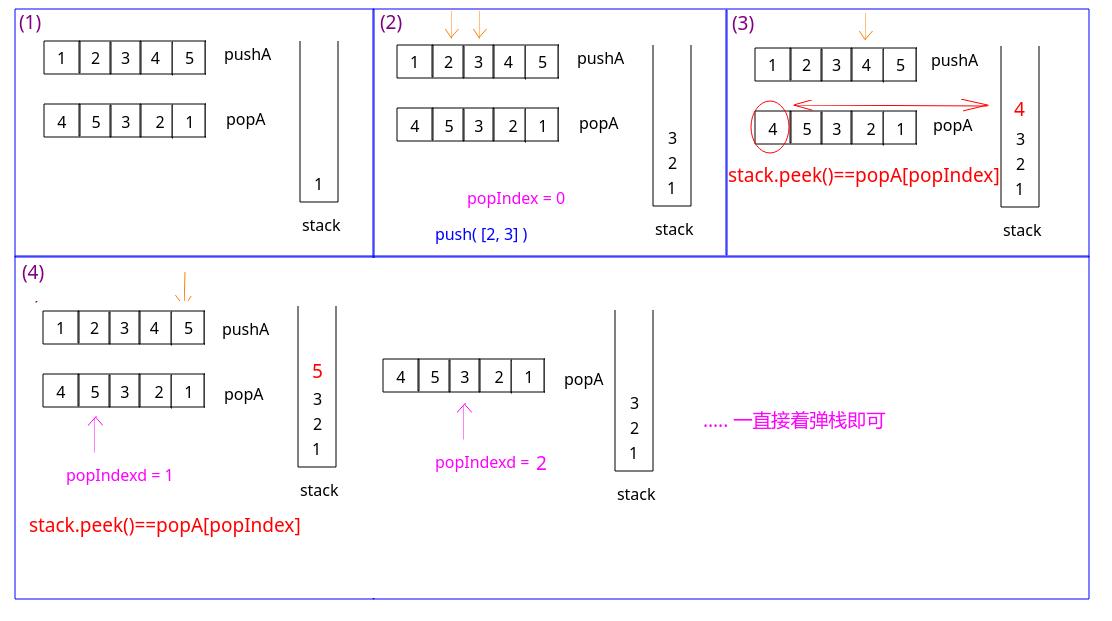 (1)
1 2 3 4 5 pushA
4 5 3 2 1 popA
1
stack
(2)
1 2 3 4 5 pushA
4 5 3 2 1 popA
3
2
1
popIndex = 0
push( [2, 3] )
stack
(3)
1 2 3 4 5 pushA
4 5 3 2 1 popA
4
3
2
1
stack.peek()==popA[popIndex]
stack
(4)
1 2 3 4 5 pushA
4 5 3 2 1 popA
5
3
2
1
popIndexd = 1
stack
stack.peek()==popA[popIndex]
4 5 3 2 1 popA
3
2
1
popIndexd = 2
stack
..... 一直接着弹栈即可